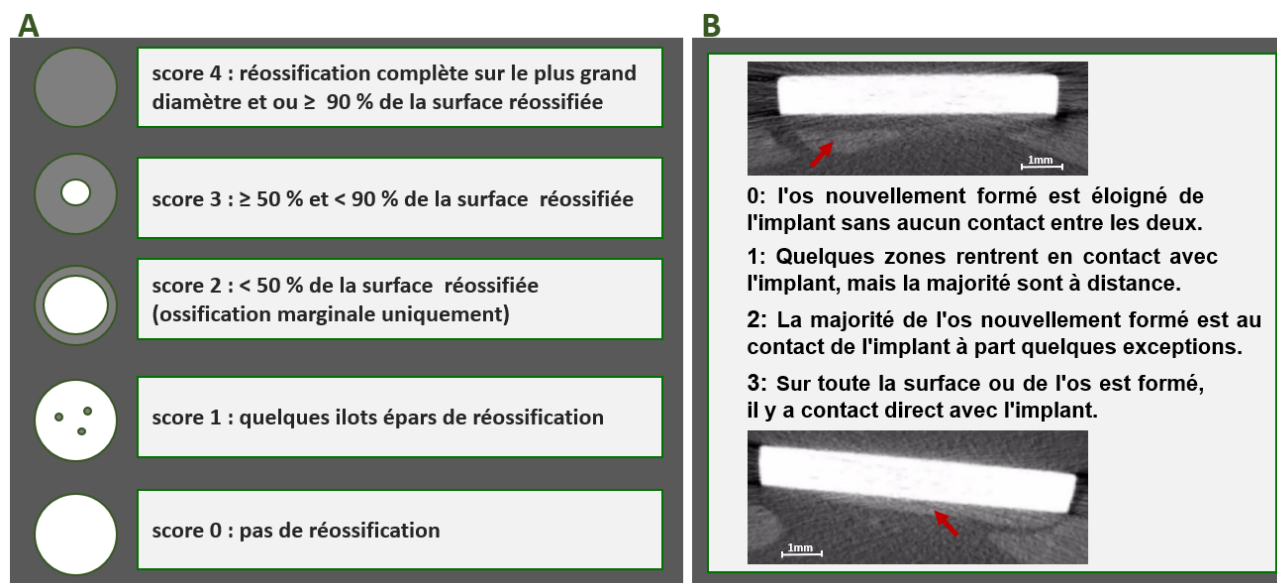 A
score 4 : réossification complète sur le plus grand
diamètre et ou ≥ 90 % de la surface réossifiée
score 3 : ≥ 50 % et < 90 % de la surface réossifiée
score 2 : < 50 % de la surface réossifiée
(ossification marginale uniquement)
score 1 : quelques ilots épars de réossification
score 0 : pas de réossification
B
1mm
0: l'os nouvellement formé est éloigné de
l'implant sans aucun contact entre les deux.
1: Quelques zones rentrent en contact avec
l'implant, mais la majorité sont à distance.
2: La majorité de l'os nouvellement formé est au
contact de l'implant à part quelques exceptions.
3: Sur toute la surface ou de l'os est formé,
il y a contact direct avec l'implant.
1mm